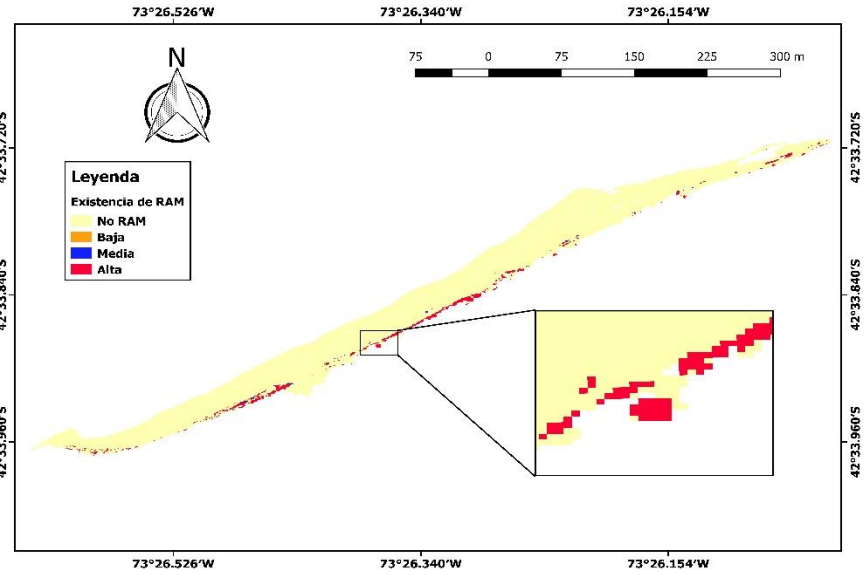 73°26.526′W 73°26.340′W 73°26.154′W
N
75 0 75 150 225 300 m
42°33.720′S 42°33.720′S
Leyenda
Existencia de RAM
No RAM
Baja
Media
Alta
42°33.840′S 42°33.840′S
42°33.960′S 42°33.960′S
73°26.526′W 73°26.340′W 73°26.154′W